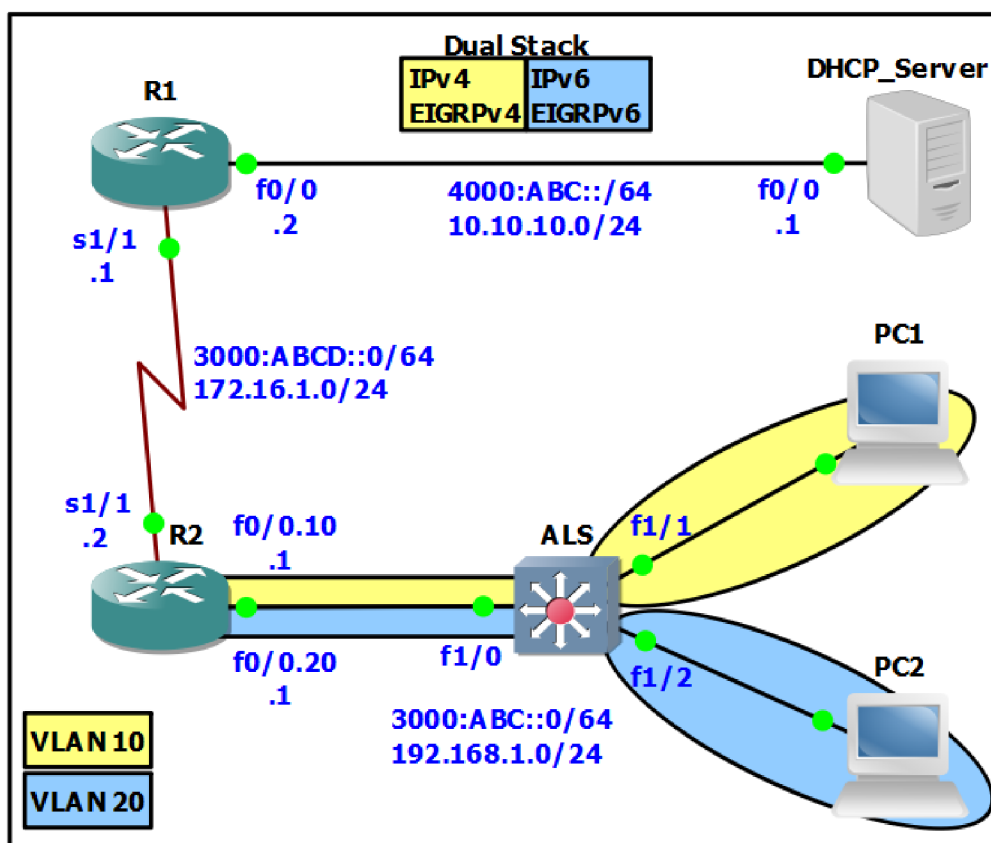 Dual Stack
IPv4 IPv6
EIGRPv4 EIGRPv6
DHCP_Server
R1
f0/0
.2
4000:ABC::/64
10.10.10.0/24
f0/0
.1
s1/1
.1
3000:ABCD::0/64
172.16.1.0/24
PC1
s1/1
.2
R2
f0/0.10
.1
ALS
f1/1
f0/0.20
.1
f1/0
f1/2
PC2
3000:ABC::0/64
192.168.1.0/24
VLAN 10
VLAN 20